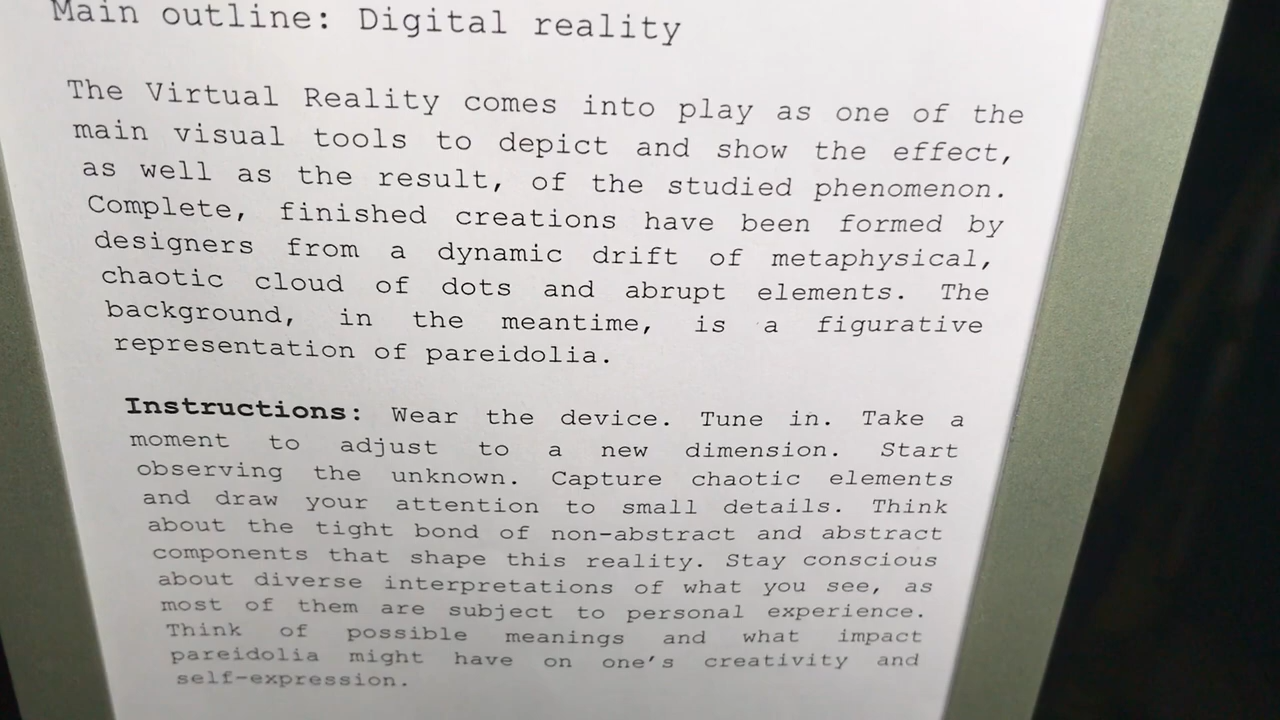 Main outline: Digital reality
The Virtual Reality comes into play as one of the
main visual tools to depict and show the effect,
as well as the result, of the studied phenomenon.
Complete, finished creations have been formed by
designers from a dynamic drift of metaphysical,
chaotic cloud of dots and abrupt elements. The
background, in the meantime, is a figurative
representation of pareidolia.
Instructions: Wear the device. Tune in. Take a
moment to adjust to a new dimension. Start
observing the unknown. Capture chaotic elements
and draw your attention to small details. Think
about the tight bond of non-abstract and abstract
components that shape this reality. Stay conscious
about diverse interpretations of what you see, as
most of them are subject to personal experience.
Think of possible meanings and what impact
pareidolia might have on one's creativity and
self-expression.